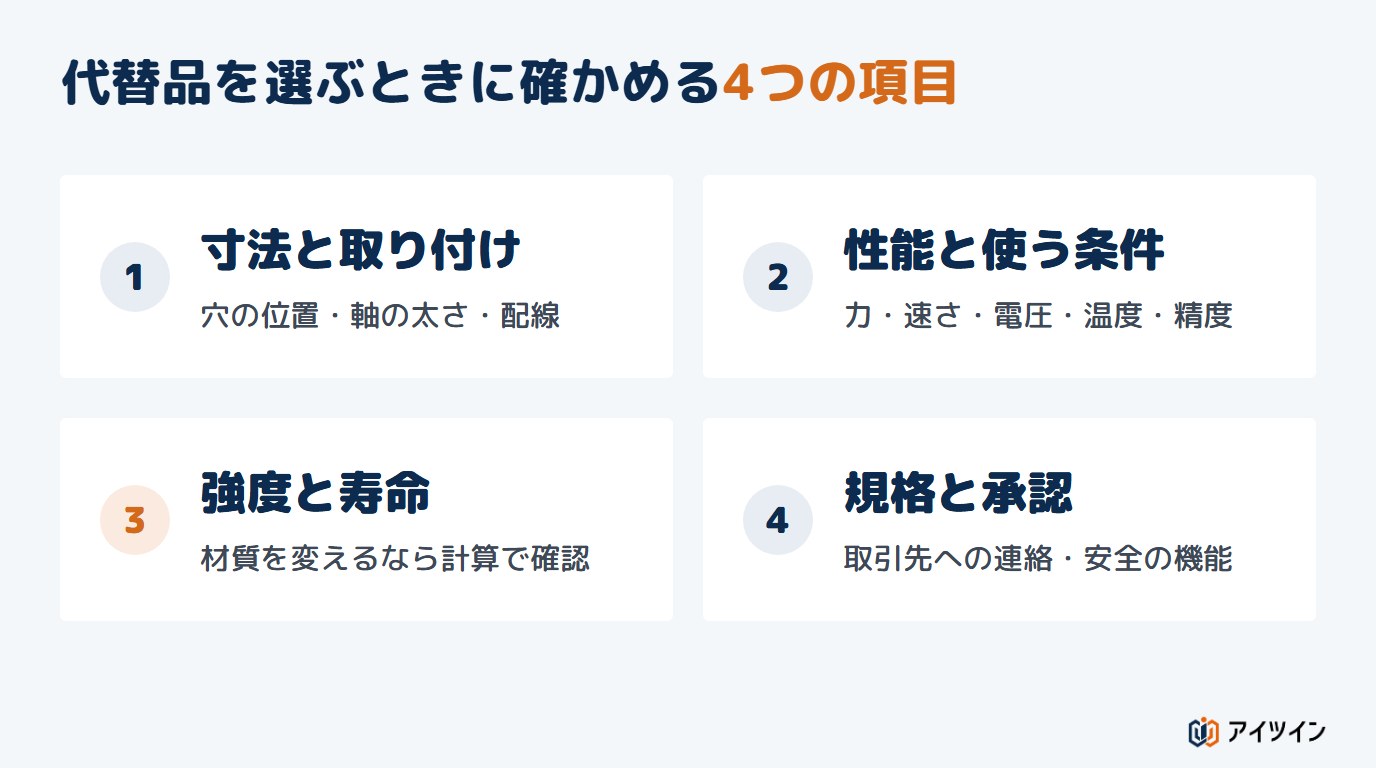 代替品を選ぶときに確かめる4つの項目
1
寸法と取り付け
穴の位置・軸の太さ・配線
2
性能と使う条件
力・速さ・電圧・温度・精度
3
強度と寿命
材質を変えるなら計算で確認
4
規格と承認
取引先への連絡・安全の機能
アイツイン